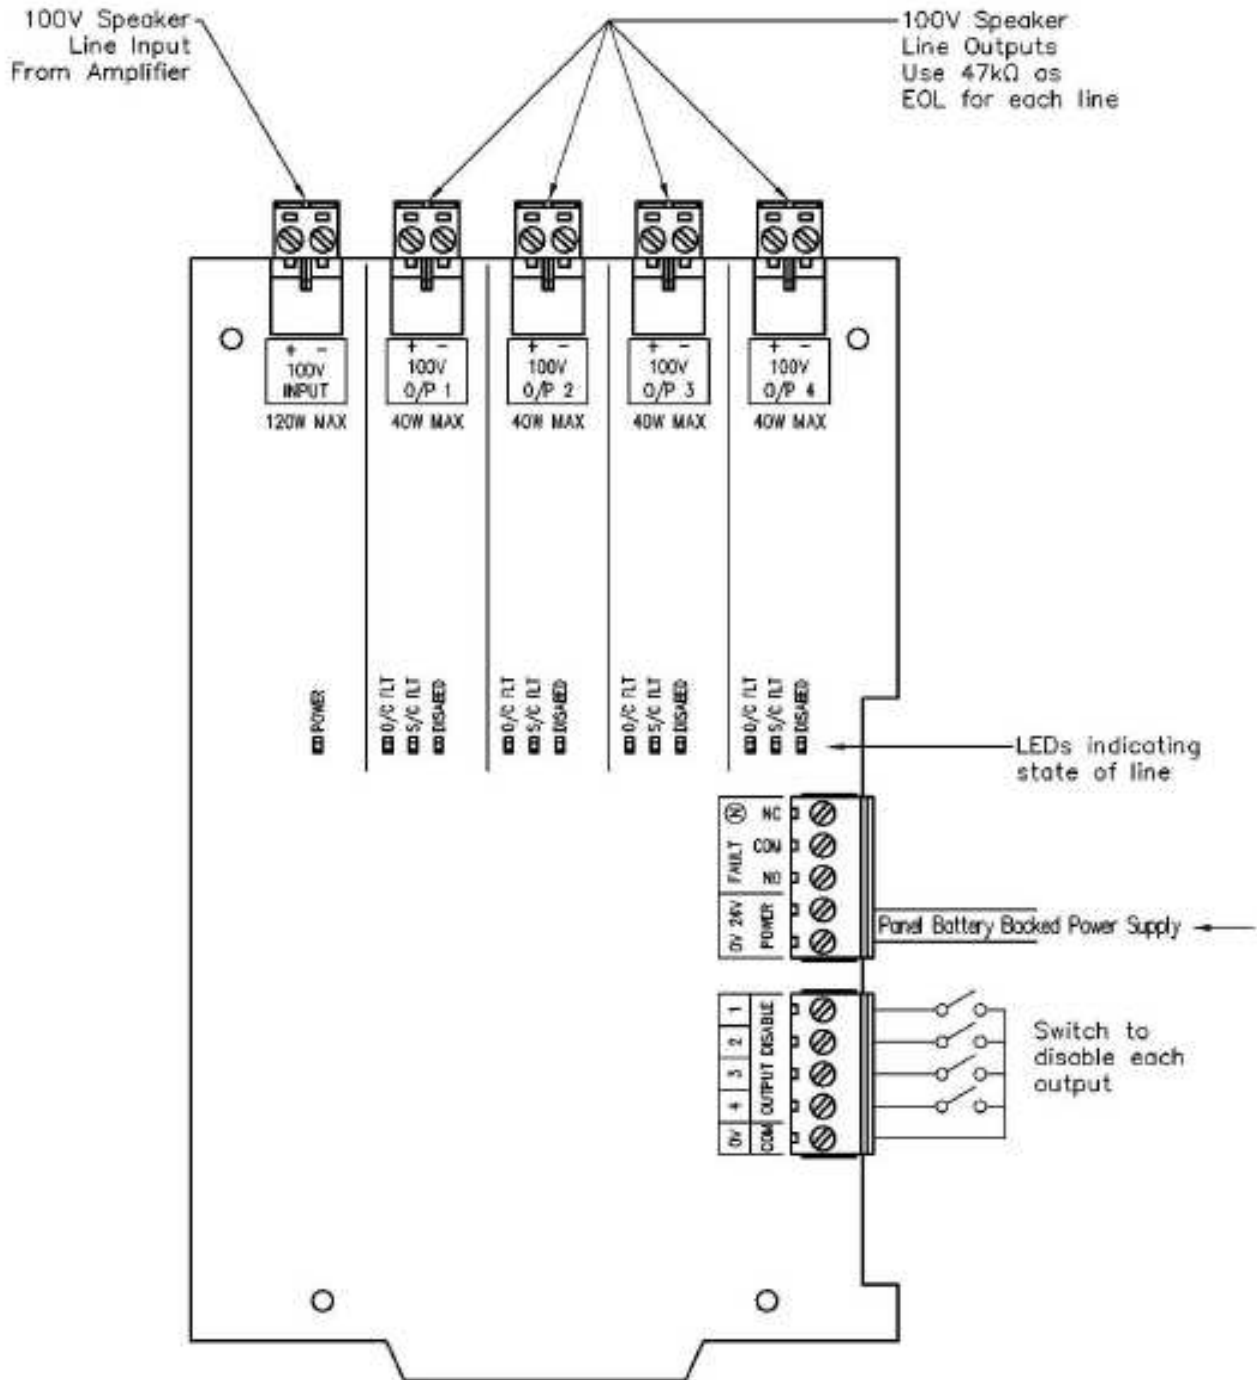 100V Speaker
Line Input
From Amplifier
100V Speaker
Line Outputs
Use 47kΩ as
EOL for each line
+ -
100V
INPUT
120W MAX
+ -
100V
O/P 1
40W MAX
+ -
100V
O/P 2
40W MAX
+ -
100V
O/P 3
40W MAX
+ -
100V
O/P 4
40W MAX
POWER
O/C FLT
S/C FLT
DISABED
O/C FLT
S/C FLT
DISABED
O/C FLT
S/C FLT
DISABED
O/C FLT
S/C FLT
DISABED
LEDs indicating
state of line
FAULT N
NC
COM
NO
0V 24V
POWER
Panel Battery Backed Power Supply
1
2
3
4
0V
OUTPUT DISABLE
COM
Switch to
disable each
output